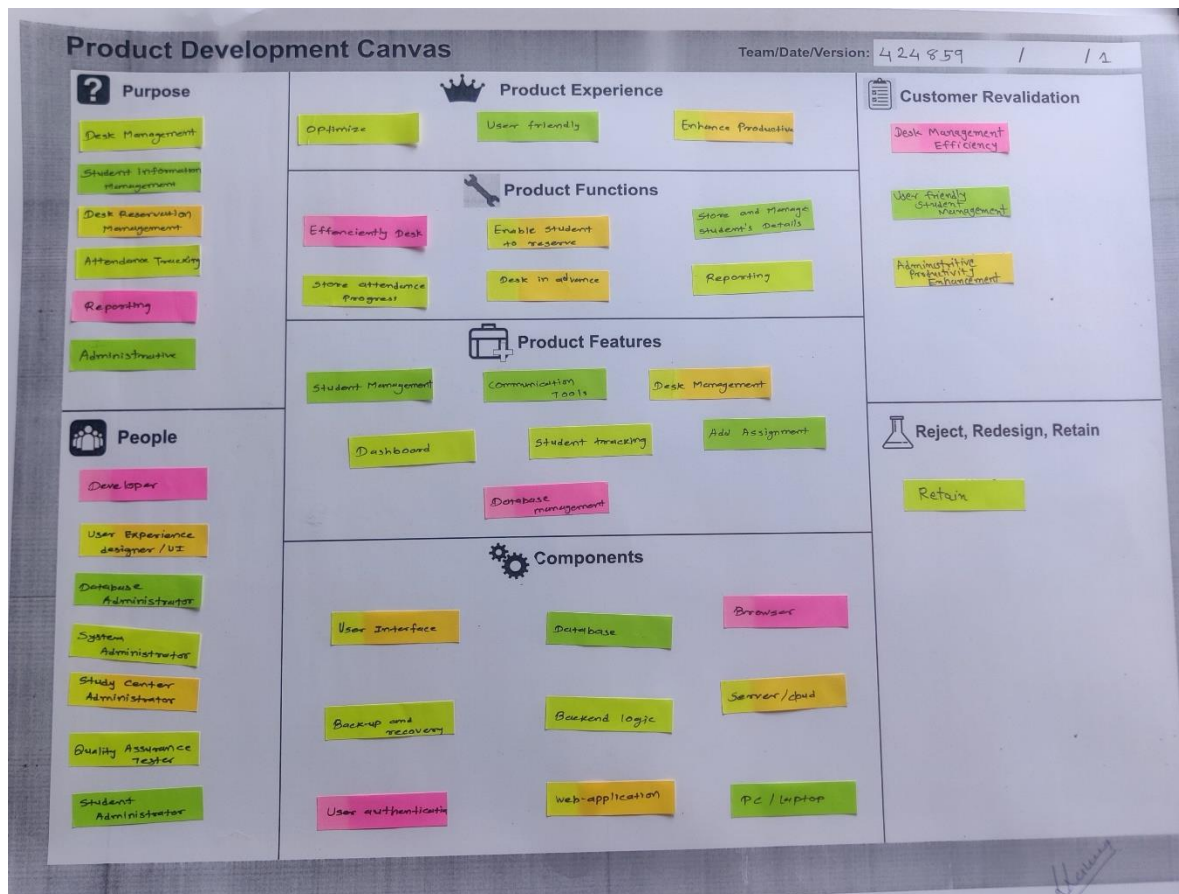 Product Development Canvas
Team/Date/Version: 424859 / / 1
Purpose
Desk Management
Student Information
Management
Desk Reservation
Management
Attendance Tracking
Reporting
Administrative
People
Developer
User Experience
designer/UI
Database
Administrator
System
Administrator
Study Center
Administrator
Quality Assurance
Tester
Student
Administrator
Product Experience
Optimize
User friendly
Enhance Productive
Product Functions
Effenciently Desk
Enable student
to reserve
Store and Manage
student's Details
Store attendance
Progress
Desk in advance
Reporting
Product Features
Student Management
Communication
Tools
Desk Management
Dashboard
Student tracking
Add Assignment
Database
management
Components
User Interface
Database
Browser
Back-up and
recovery
Backend logic
Server/cloud
User authenticatio
Web-application
PC / laptop
Customer Revalidation
Desk Management
Efficiency
User friendly
Student
Management
Administritive
Productivity
Enhancement
Reject, Redesign, Retain
Retain